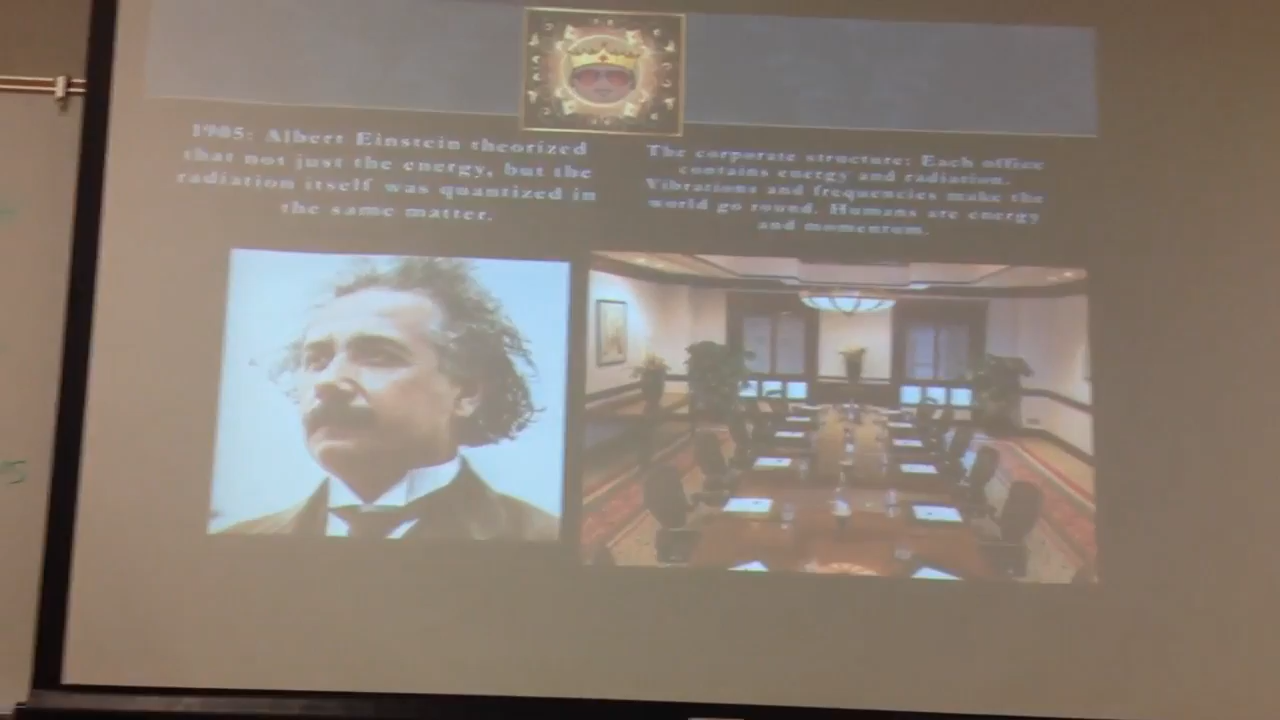 1905: Albert Einstein theorized
that not just the energy, but the
radiation itself was quantized in
the same matter.
The corporate structure: Each office
contains energy and radiation.
Vibrations and frequencies make the
world go round. Humans are energy
and momentum.